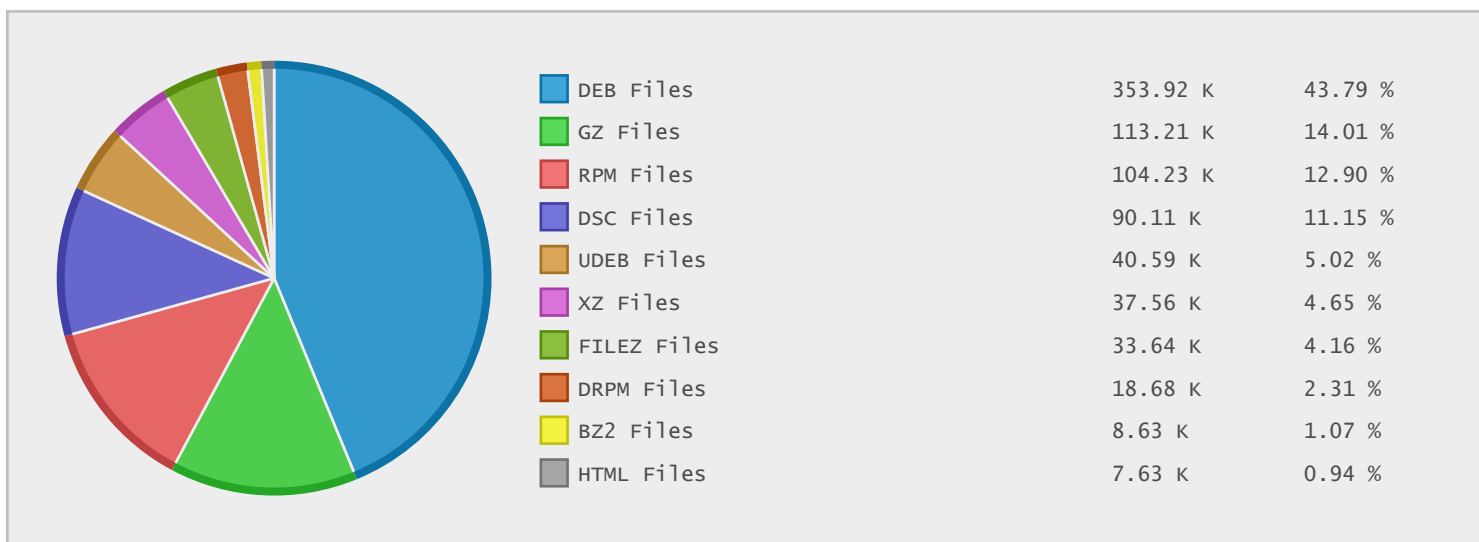 DEB Files 353.92 K 43.79 %
GZ Files 113.21 K 14.01 %
RPM Files 104.23 K 12.90 %
DSC Files 90.11 K 11.15 %
UDEB Files 40.59 K 5.02 %
XZ Files 37.56 K 4.65 %
FILEZ Files 33.64 K 4.16 %
DRPM Files 18.68 K 2.31 %
BZ2 Files 8.63 K 1.07 %
HTML Files 7.63 K 0.94 %